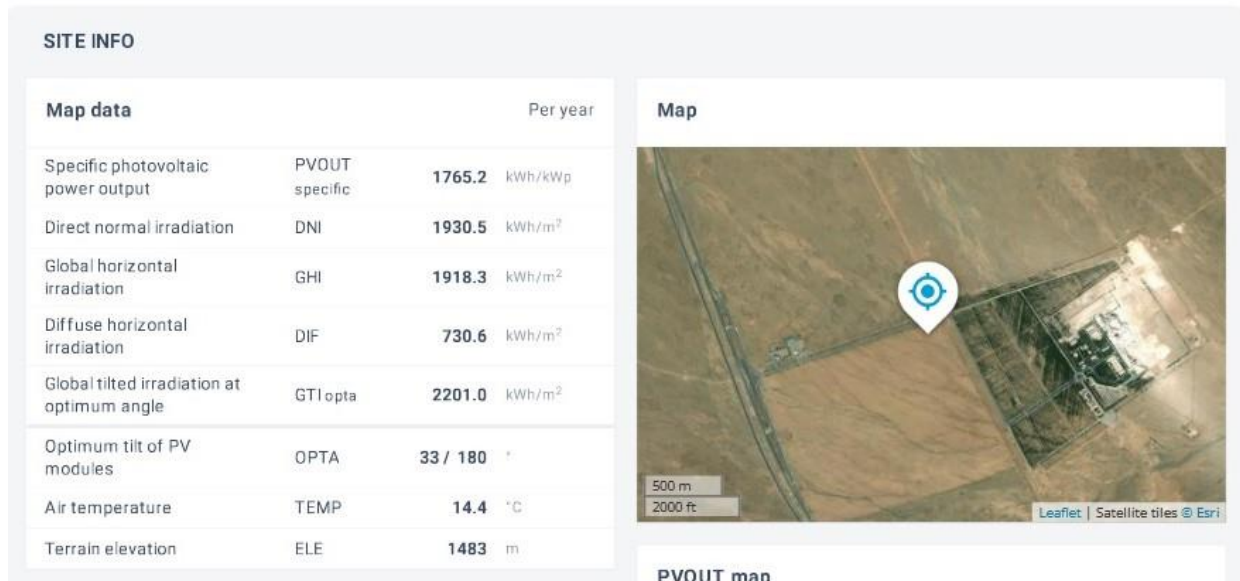 SITE INFO
Map data Per year
Specific photovoltaic
power output
PVOUT
specific
1765.2 kWh/kWp
Direct normal irradiation DNI 1930.5 kWh/m²
Global horizontal
irradiation
GHI 1918.3 kWh/m²
Diffuse horizontal
irradiation
DIF 730.6 kWh/m²
Global tilted irradiation at
optimum angle
GTI opta 2201.0 kWh/m²
Optimum tilt of PV
modules
OPTA 33 / 180 °
Air temperature TEMP 14.4 °C
Terrain elevation ELE 1483 m
Map
500 m
2000 ft
Leaflet | Satellite tiles © Esri
PVOUT map